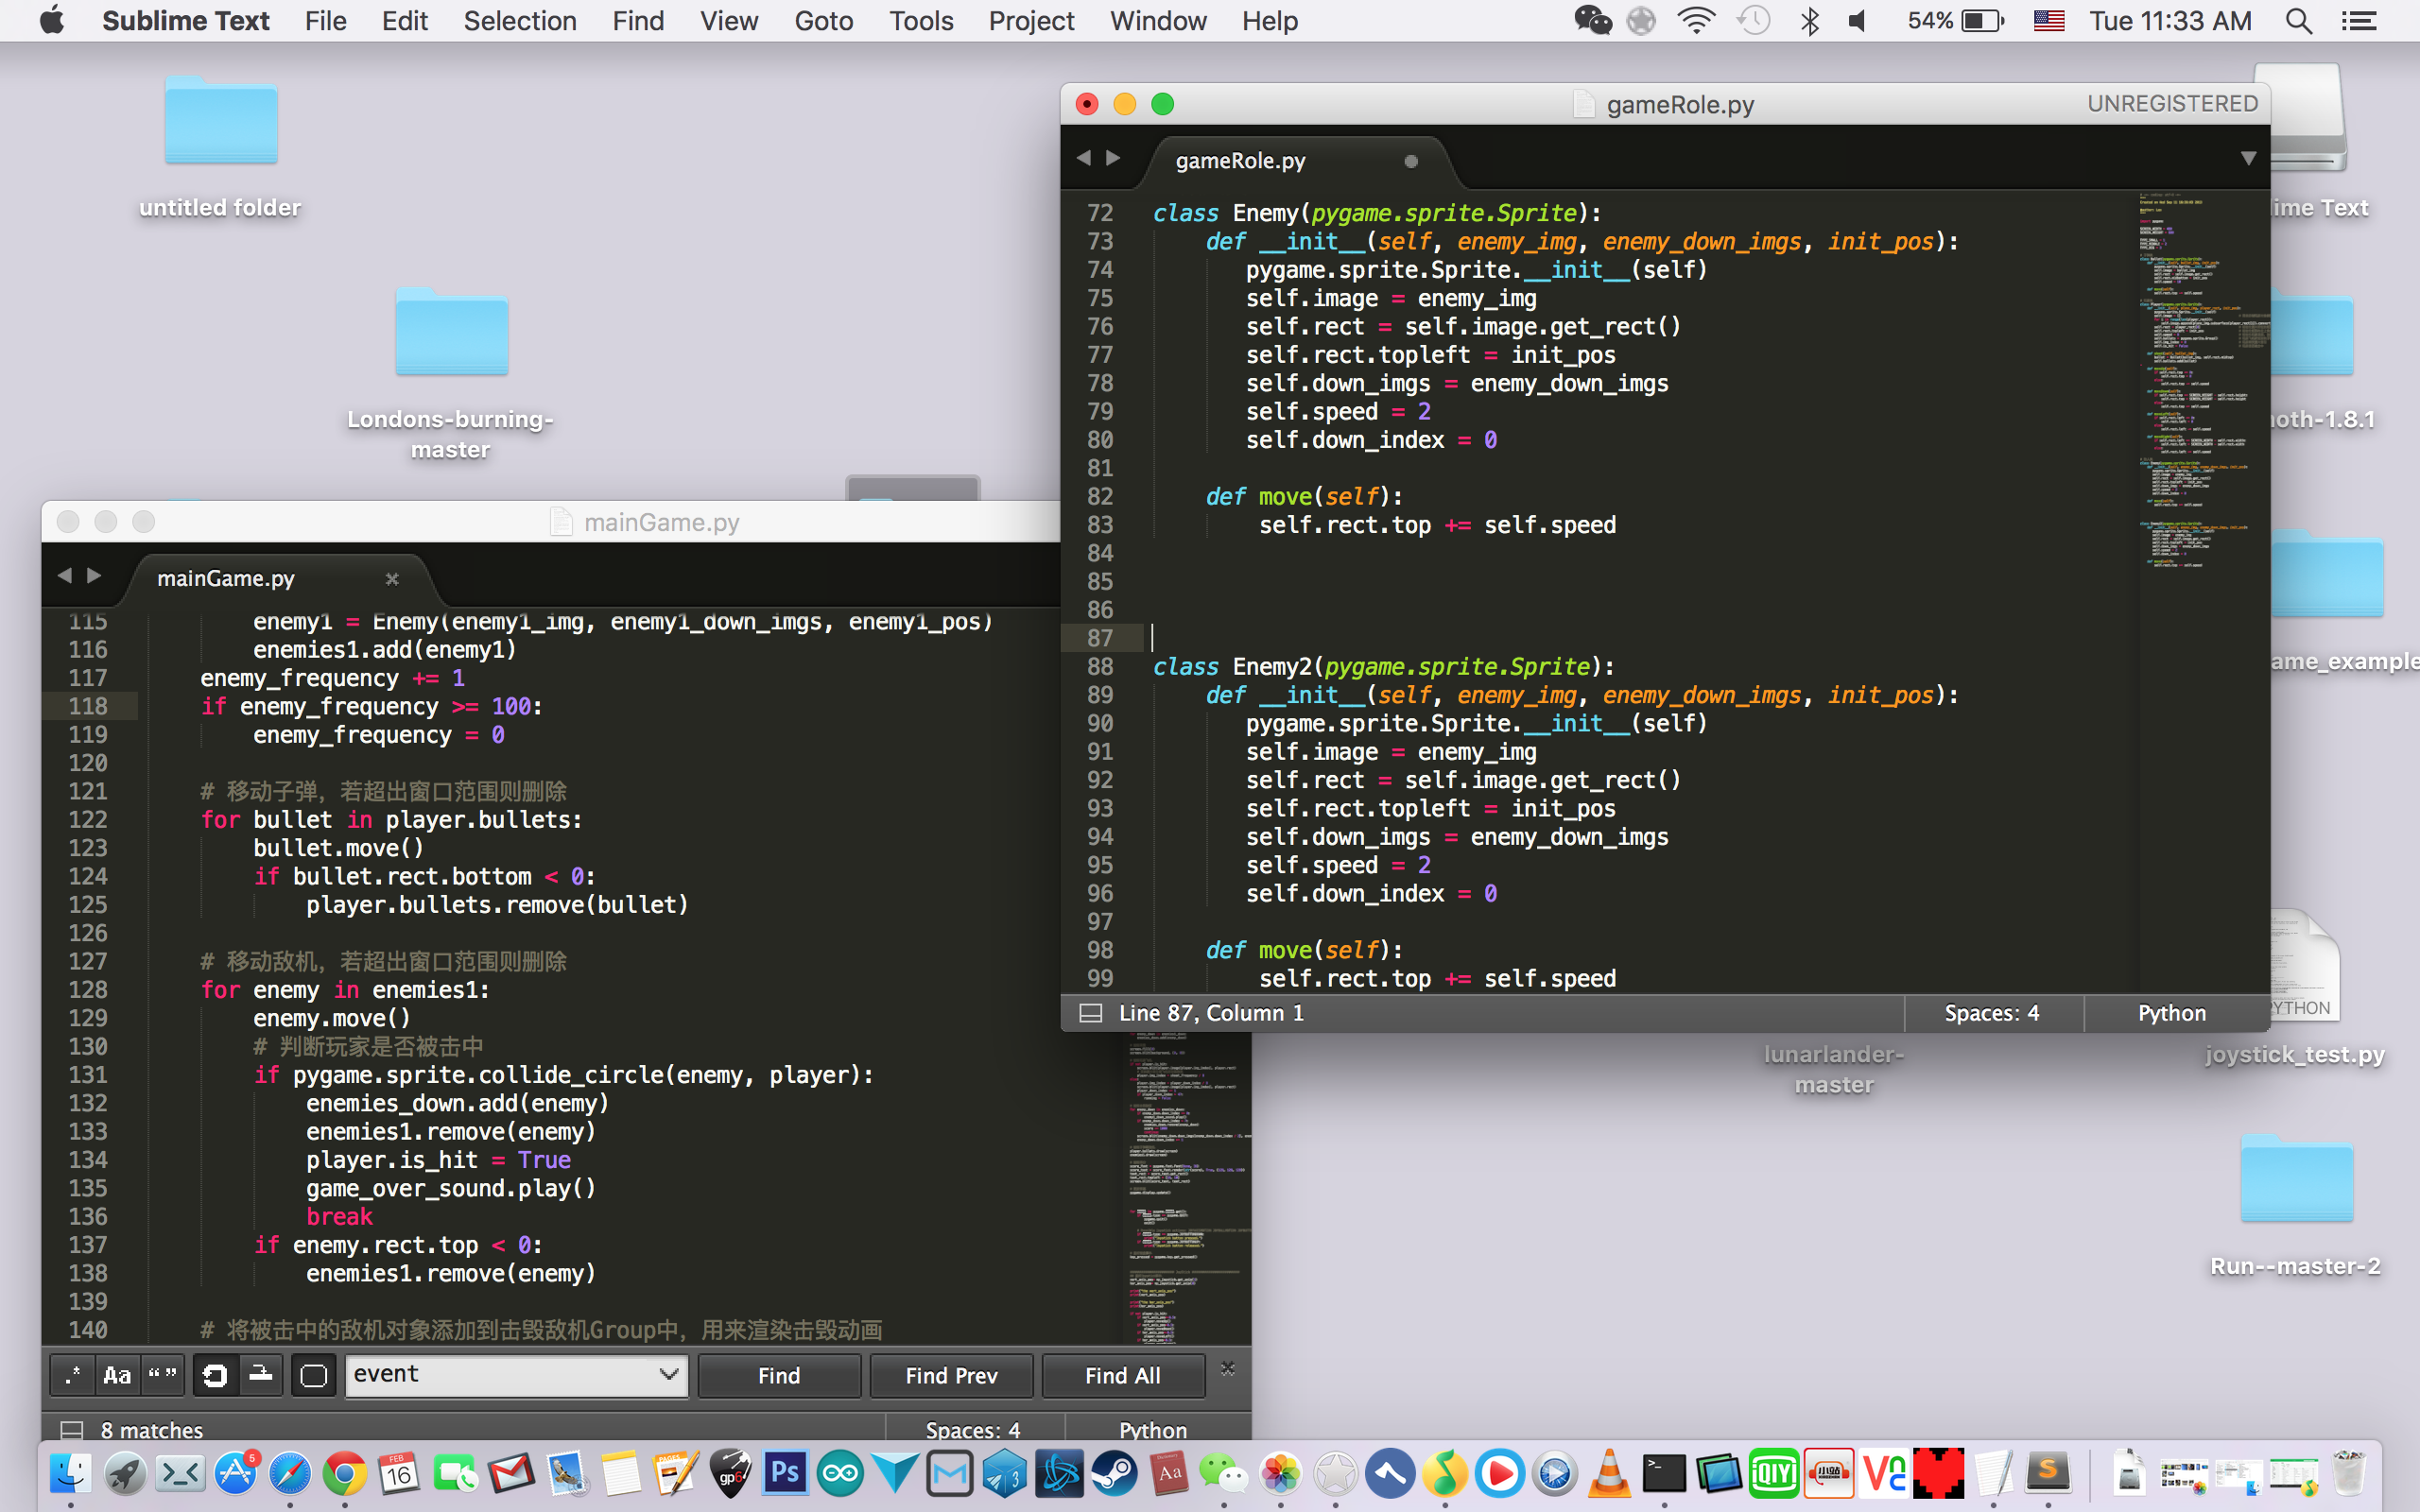 Sublime Text File Edit Selection Find View Goto Tools Project Window Help 54% Tue 11:33 AM
untitled folder
Londons-burning-
master
gameRole.py UNREGISTERED
gameRole.py
72 class Enemy(pygame.sprite.Sprite):
73 def __init__(self, enemy_img, enemy_down_imgs, init_pos):
74 pygame.sprite.Sprite.__init__(self)
75 self.image = enemy_img
76 self.rect = self.image.get_rect()
77 self.rect.topleft = init_pos
78 self.down_imgs = enemy_down_imgs
79 self.speed = 2
80 self.down_index = 0
81
82 def move(self):
83 self.rect.top += self.speed
84
85
86
87
88 class Enemy2(pygame.sprite.Sprite):
89 def __init__(self, enemy_img, enemy_down_imgs, init_pos):
90 pygame.sprite.Sprite.__init__(self)
91 self.image = enemy_img
92 self.rect = self.image.get_rect()
93 self.rect.topleft = init_pos
94 self.down_imgs = enemy_down_imgs
95 self.speed = 2
96 self.down_index = 0
97
98 def move(self):
99 self.rect.top += self.speed
Line 87, Column 1 Spaces: 4 Python
ime Text
oth-1.8.1
ame_example
YTHON
joystick_test.py
lunarlander-
master
Run--master-2
mainGame.py
mainGame.py
115 enemy1 = Enemy(enemy1_img, enemy1_down_imgs, enemy1_pos)
116 enemies1.add(enemy1)
117 enemy_frequency += 1
118 if enemy_frequency >= 100:
119 enemy_frequency = 0
120
121 # 移动子弹，若超出窗口范围则删除
122 for bullet in player.bullets:
123 bullet.move()
124 if bullet.rect.bottom < 0:
125 player.bullets.remove(bullet)
126
127 # 移动敌机，若超出窗口范围则删除
128 for enemy in enemies1:
129 enemy.move()
130 # 判断玩家是否被击中
131 if pygame.sprite.collide_circle(enemy, player):
132 enemies_down.add(enemy)
133 enemies1.remove(enemy)
134 player.is_hit = True
135 game_over_sound.play()
136 break
137 if enemy.rect.top < 0:
138 enemies1.remove(enemy)
139
140 # 将被击中的敌机对象添加到击毁敌机Group中，用来渲染击毁动画
.* Aa “” event Find Find Prev Find All
8 matches Spaces: 4 Python
5 FEB 16 gp6 Ps 3 Aa iQIYI 小站 VNC S